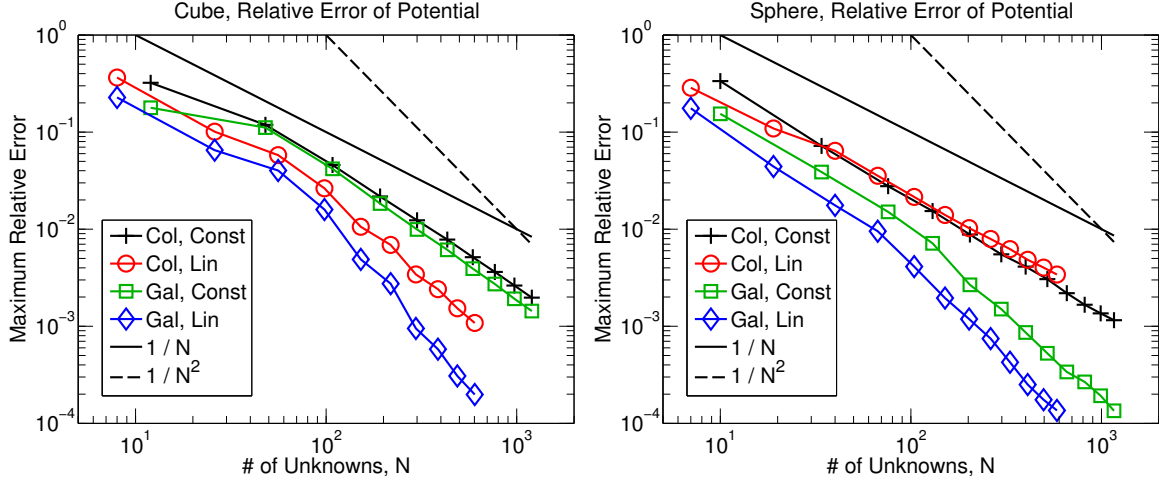 Cube, Relative Error of Potential
Maximum Relative Error
10^0
10^−1
10^−2
10^−3
10^−4
10^1
10^2
10^3
# of Unknowns, N
Col, Const
Col, Lin
Gal, Const
Gal, Lin
1 / N
1 / N^2
Sphere, Relative Error of Potential
Maximum Relative Error
10^0
10^−1
10^−2
10^−3
10^−4
10^1
10^2
10^3
# of Unknowns, N
Col, Const
Col, Lin
Gal, Const
Gal, Lin
1 / N
1 / N^2